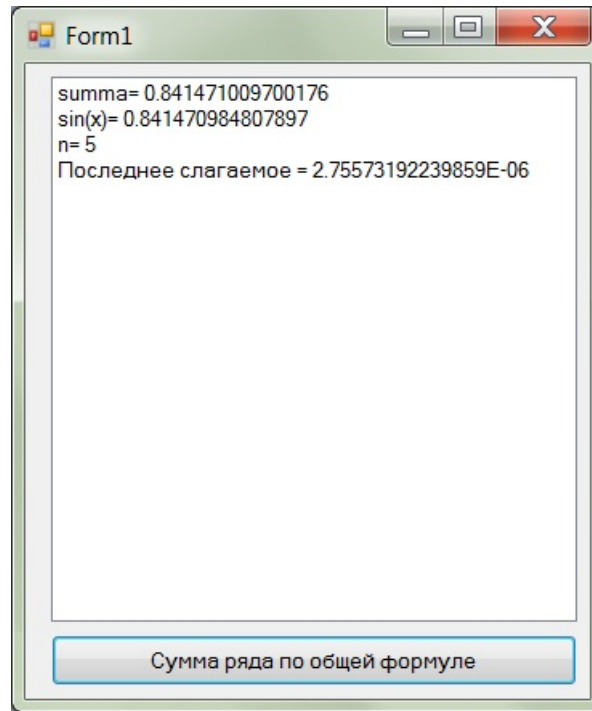 Form1
summa= 0.841471009700176
sin(x)= 0.841470984807897
n= 5
Последнее слагаемое = 2.75573192239859E-06
Сумма ряда по общей формуле